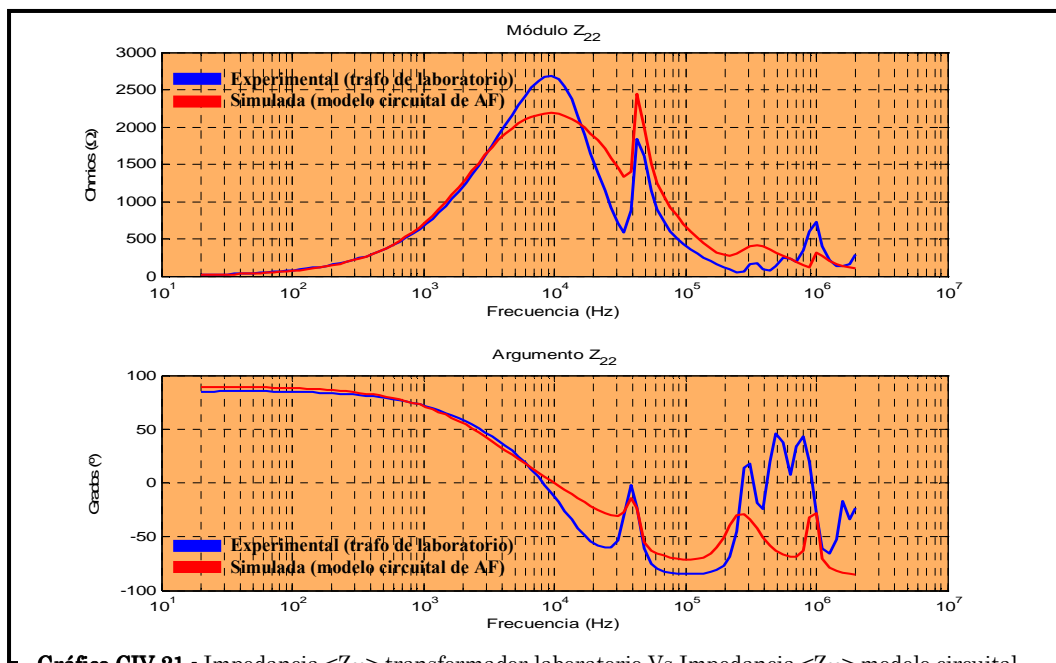 Módulo Z22
3000
2500
2000
1500
1000
500
0
Ohmios (Ω)
Experimental (trafo de laboratorio)
Simulada (modelo circuital de AF)
10^1 10^2 10^3 10^4 10^5 10^6 10^7
Frecuencia (Hz)
Argumento Z22
100
50
0
-50
-100
Grados (º)
Experimental (trafo de laboratorio)
Simulada (modelo circuital de AF)
10^1 10^2 10^3 10^4 10^5 10^6 10^7
Frecuencia (Hz)
Gráfico CIV.21.: Impedancia <Z22> transformador laboratorio Vs Impedancia <Z22> modelo circuital